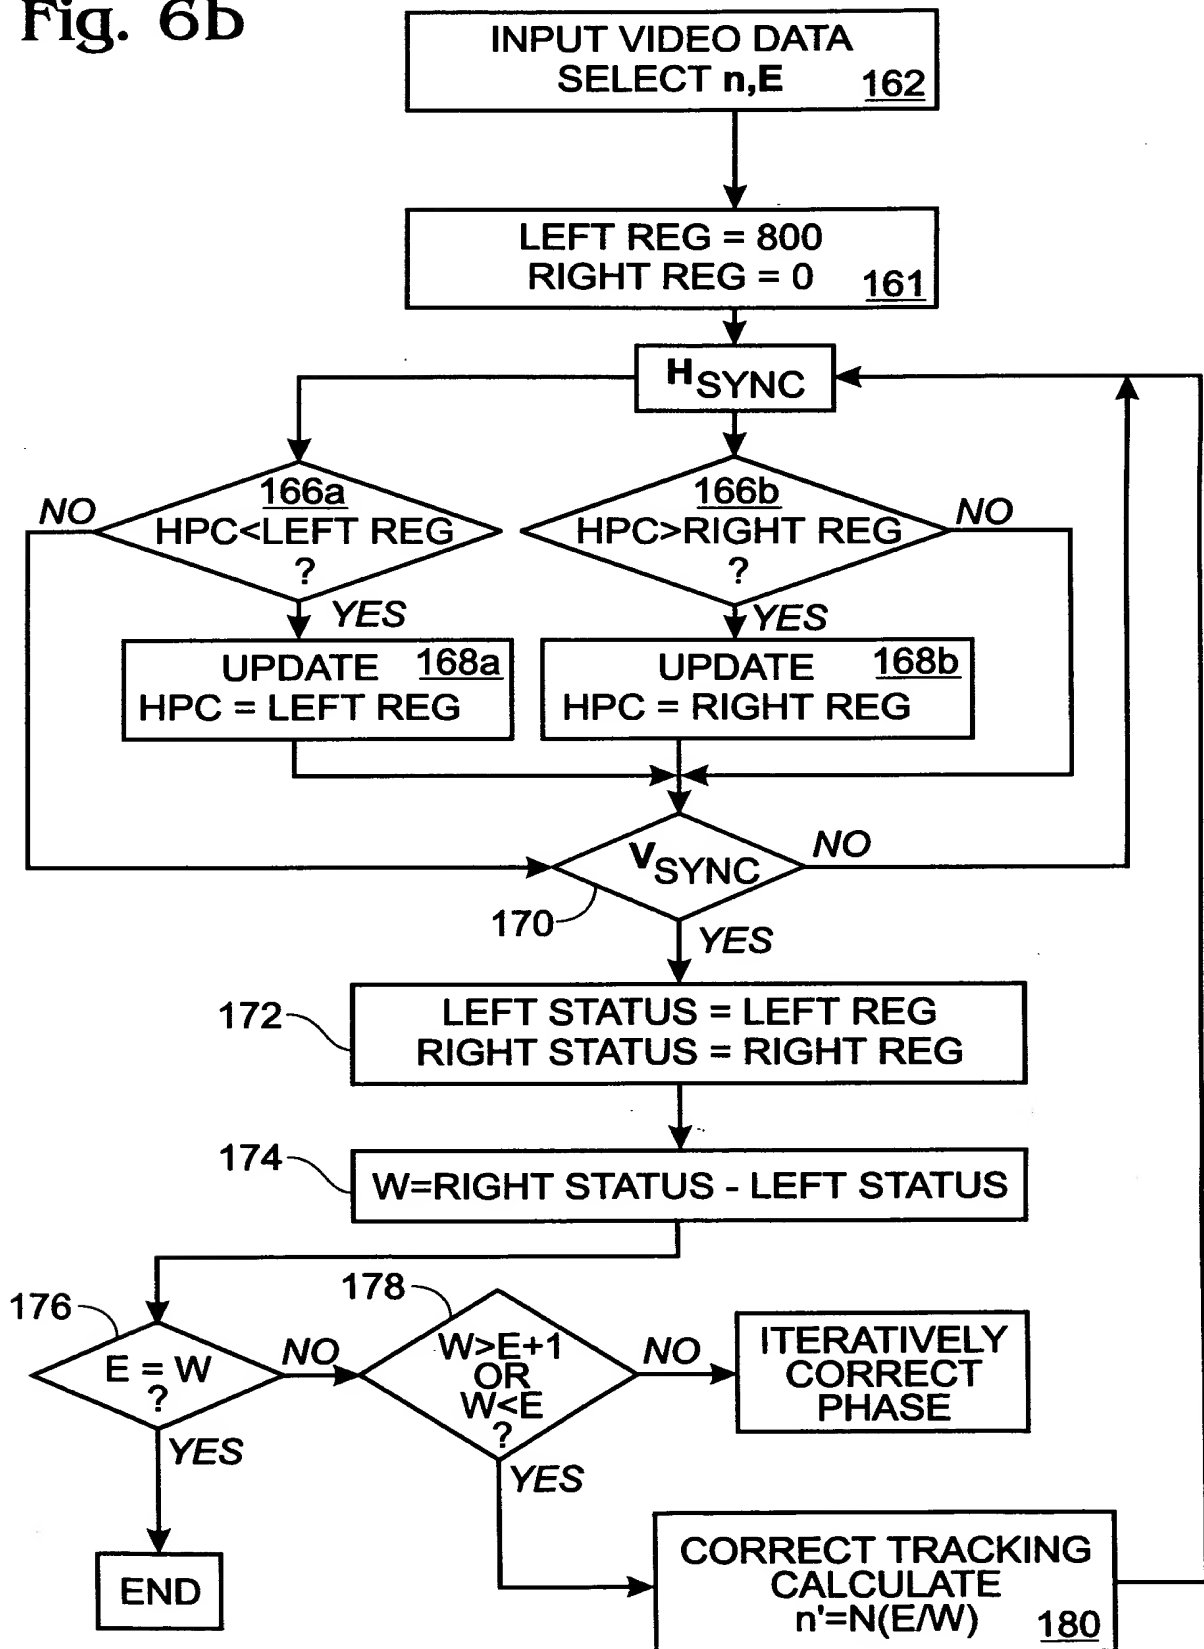 Fig. 6b
INPUT VIDEO DATA
SELECT n,E
162
LEFT REG = 800
RIGHT REG = 0
161
HSYNC
166a
HPC<LEFT REG
?
NO
YES
166b
HPC>RIGHT REG
?
NO
YES
UPDATE 168a
HPC = LEFT REG
UPDATE 168b
HPC = RIGHT REG
VSYNC
NO
170
YES
172
LEFT STATUS = LEFT REG
RIGHT STATUS = RIGHT REG
174
W=RIGHT STATUS - LEFT STATUS
176
E = W
?
NO
YES
178
W>E+1
OR
W<E
?
NO
YES
ITERATIVELY
CORRECT
PHASE
END
CORRECT TRACKING
CALCULATE
n'=N(E/W)
180